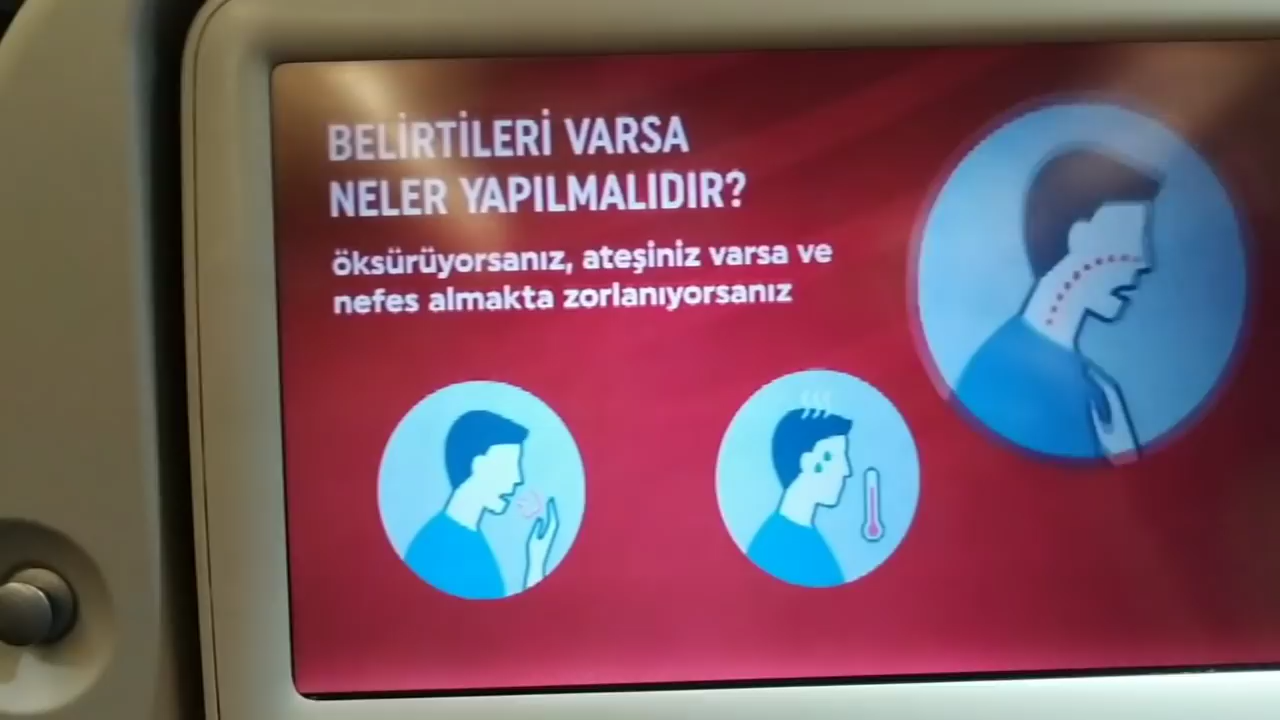 BELİRTİLERİ VARSA
NELER YAPILMALIDIR?
öksürüyorsanız, ateşiniz varsa ve
nefes almakta zorlanıyorsanız